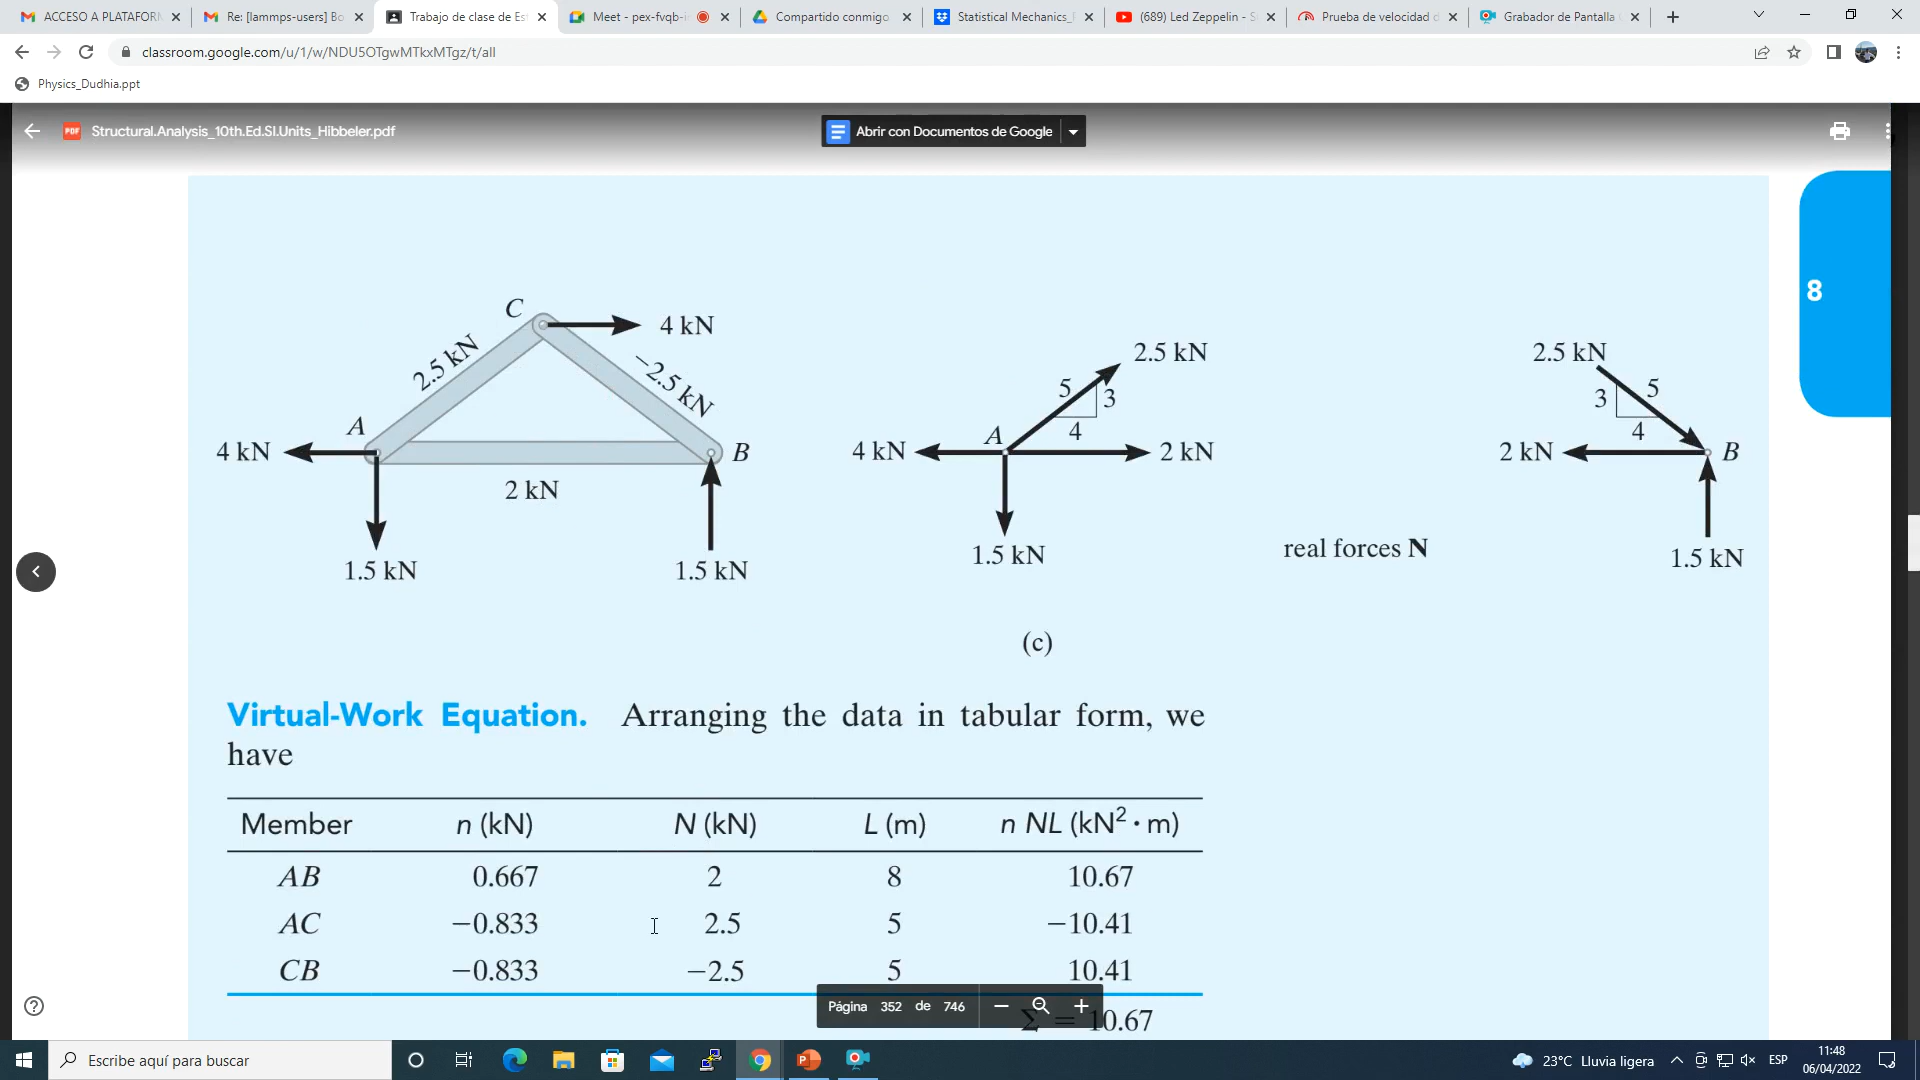 ACCESO A PLATAFOR
Re: [lammps-users] Bo
Trabajo de clase de Es
Meet - pex-fvqb-i
Compartido conmigo
Statistical Mechanics_
(689) Led Zeppelin - S
Prueba de velocidad d
Grabador de Pantalla
classroom.google.com/u/1/w/NDU5OTgwMTkxMTgz/t/all
Physics_Dudhia.ppt
PDF Structural.Analysis_10th.Ed.SI.Units_Hibbeler.pdf
Abrir con Documentos de Google
8
C
4 kN
2.5 kN
−2.5 kN
A
B
4 kN
2 kN
1.5 kN
1.5 kN
2.5 kN
5
3
4
A
4 kN
2 kN
1.5 kN
real forces N
2.5 kN
3
5
4
2 kN
B
1.5 kN
(c)
Virtual-Work Equation. Arranging the data in tabular form, we
have
Member n (kN) N (kN) L (m) n NL (kN² · m)
AB 0.667 2 8 10.67
AC −0.833 2.5 5 −10.41
CB −0.833 −2.5 5 10.41
Σ = 10.67
Página 352 de 746
Escribe aquí para buscar
23°C Lluvia ligera
ESP
11:48
06/04/2022